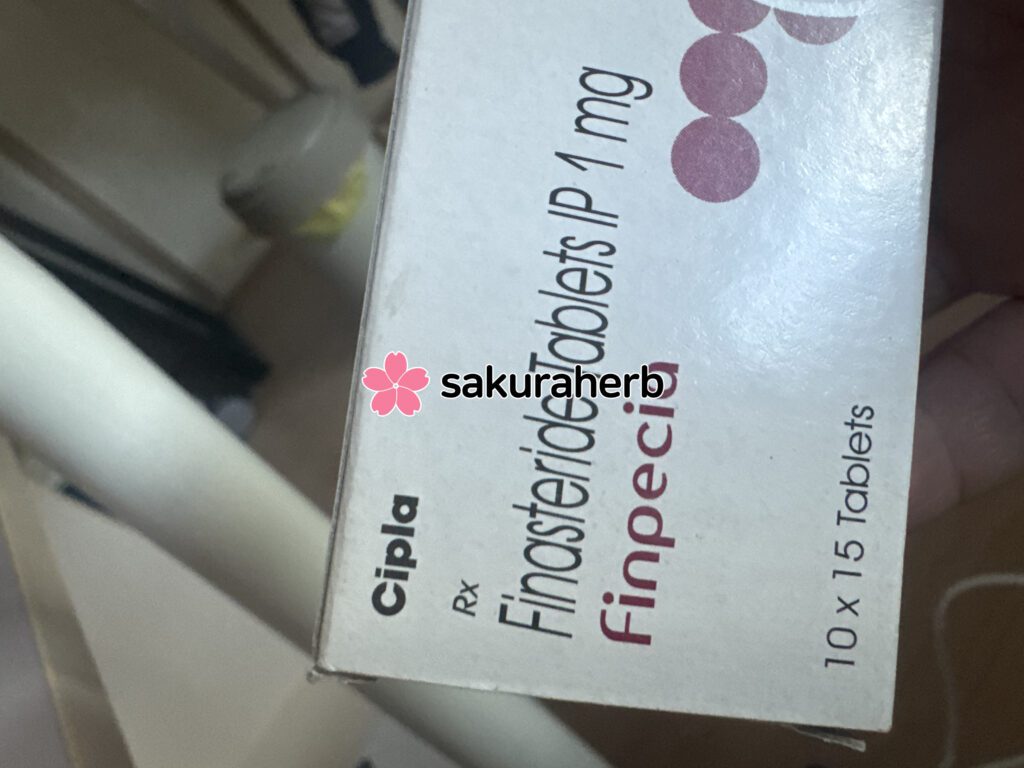 Cipla
Rx
Finasteride Tablets IP 1 mg
Finpecia
10 x 15 Tablets
sakuraherb